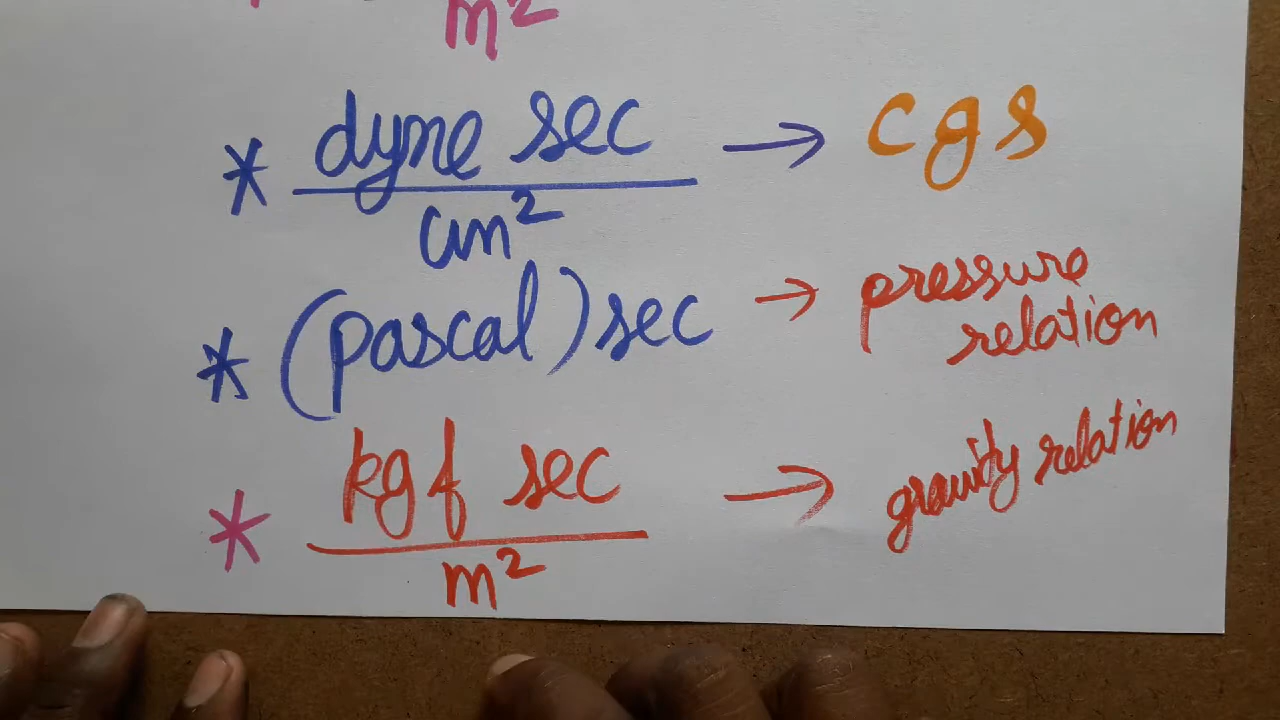 m²
* dyne sec → cgs
cm²
* (pascal) sec → pressure
relation
* kgf sec → gravity relation
m²